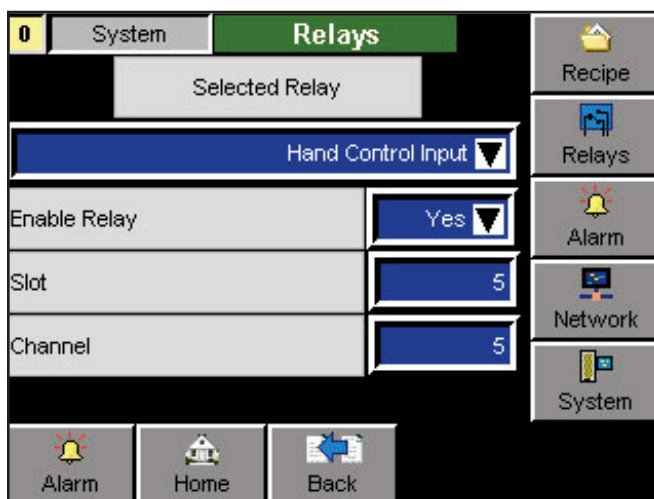 0 System Relays
Selected Relay
Hand Control Input
Enable Relay Yes
Slot 5
Channel 5
Recipe
Relays
Alarm
Network
System
Alarm Home Back